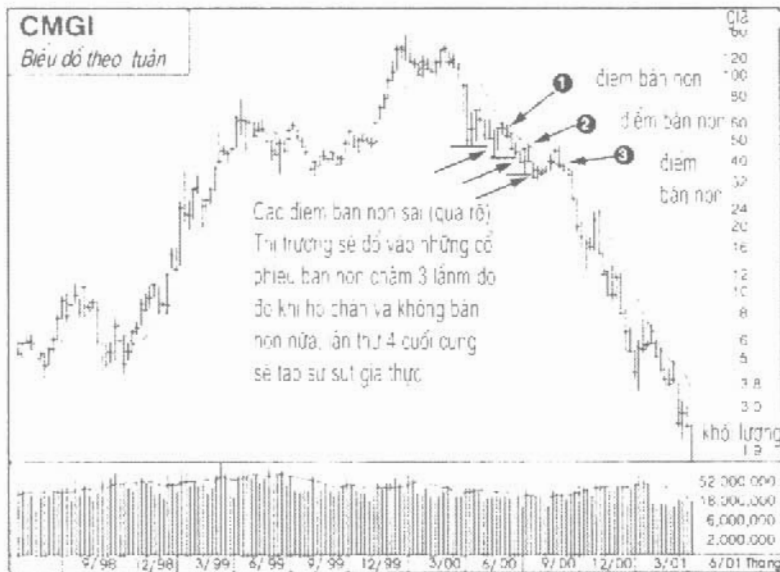 CMGI
Biểu đồ theo tuần
giá
120
100
80
60
50
40
32
24
20
16
12
10
8
6
5
3.8
3.0
1.9
1 điểm bán non
2 điểm bán non
3 điểm
bán non
Các điểm bán non sai (quá rõ)
Thị trường sẽ đổ vào những cổ
phiếu bán non chậm 3 lần do
đó khi họ chán và không bán
non nữa, lần thứ 4 cuối cùng
sẽ tạo sự sụt giá thực
khối lượng
52,000,000
18,000,000
6,000,000
2,000,000
9/98 12/98 3/99 6/99 9/99 12/99 3/00 6/00 9/00 12/00 3/01 6/01 Tháng